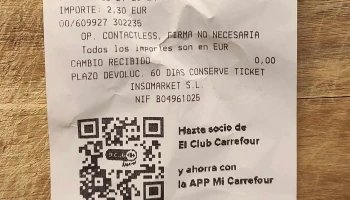 IMPORTE: 2.30 EUR
00/609927 302235
OP. CONTACTLESS, FIRMA NO NECESARIA
Todos los importes son en EUR
CAMBIO RECIBIDO 0,00
PLAZO DEVOLUC. 60 DIAS CONSERVE TICKET
INSOMARKET S.L
NIF B04961025
Hazte socio de
El Club Carrefour
y ahorra con
la APP Mi Carrefour